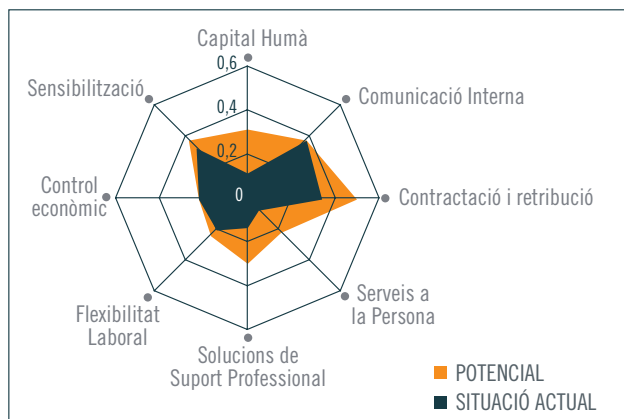 Capital Humà
0,6
Sensibilització
Comunicació Interna
0,4
0,2
Control
econòmic
0
Contractació i retribució
Flexibilitat
Laboral
Serveis a
la Persona
Solucions de
Suport Professional
POTENCIAL
SITUACIÓ ACTUAL